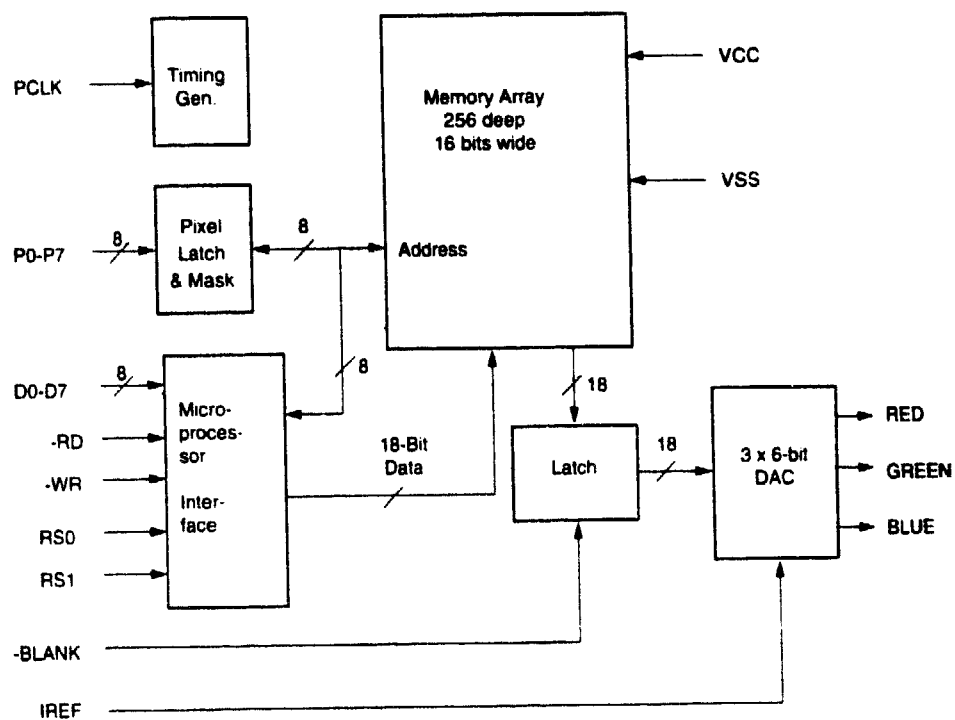 PCLK
Timing
Gen.
Memory Array
256 deep
16 bits wide
VCC
VSS
P0-P7
8
Pixel
Latch
& Mask
8
Address
8
D0-D7
8
-RD
-WR
RS0
RS1
Micro-
proces-
sor
Inter-
face
18-Bit
Data
18
Latch
18
3 x 6-bit
DAC
RED
GREEN
BLUE
-BLANK
IREF